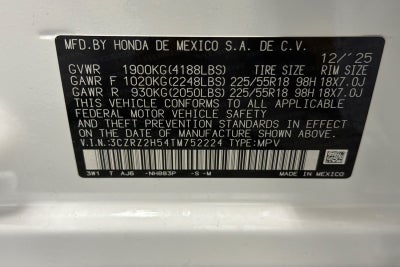 MFD.BY HONDA DE MEXICO S.A. DE C.V.
12/'25
GVWR 1900KG(4188LBS) TIRE SIZE RIM SIZE
GAWR F 1020KG(2248LBS) 225/55R18 98H 18X7.0J
GAWR R 930KG(2050LBS) 225/55R18 98H 18X7.0J
THIS VEHICLE CONFORMS TO ALL APPLICABLE
FEDERAL MOTOR VEHICLE SAFETY
AND THEFT PREVENTION STANDARDS IN EFFECT
ON THE DATE OF MANUFACTURE SHOWN ABOVE.
V.I.N.:3CZRZ2H54TM752224 TYPE:MPV
3W1 T AJ6 -NH883P -S -M MADE IN MEXICO